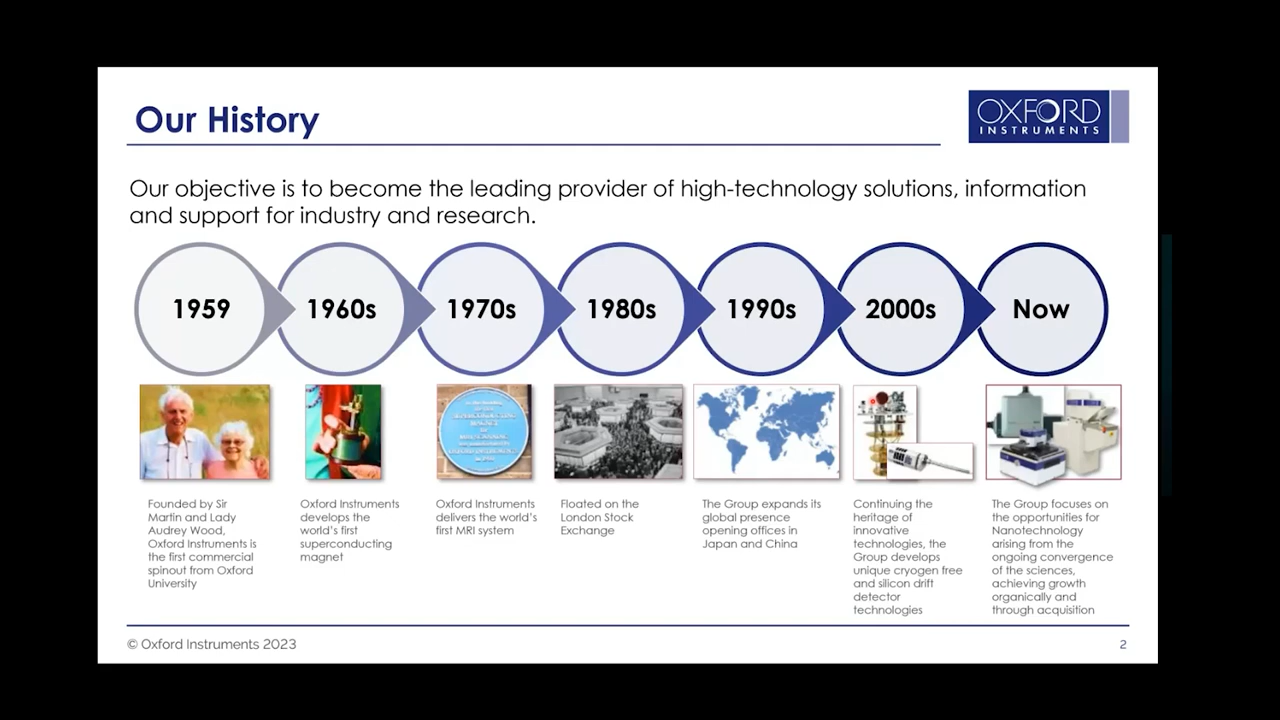 Our History
OXFORD
INSTRUMENTS
Our objective is to become the leading provider of high-technology solutions, information
and support for industry and research.
1959
1960s
1970s
1980s
1990s
2000s
Now
Founded by Sir
Martin and Lady
Audrey Wood,
Oxford Instruments is
the first commercial
spinout from Oxford
University
Oxford Instruments
develops the
world's first
superconducting
magnet
Oxford Instruments
delivers the world's
first MRI system
Floated on the
London Stock
Exchange
The Group expands its
global presence
opening offices in
Japan and China
Continuing the
heritage of
innovative
technologies, the
Group develops
unique cryogen free
and silicon drift
detector
technologies
The Group focuses on
the opportunities for
Nanotechnology
arising from the
ongoing convergence
of the sciences,
achieving growth
organically and
through acquisition
© Oxford Instruments 2023
2